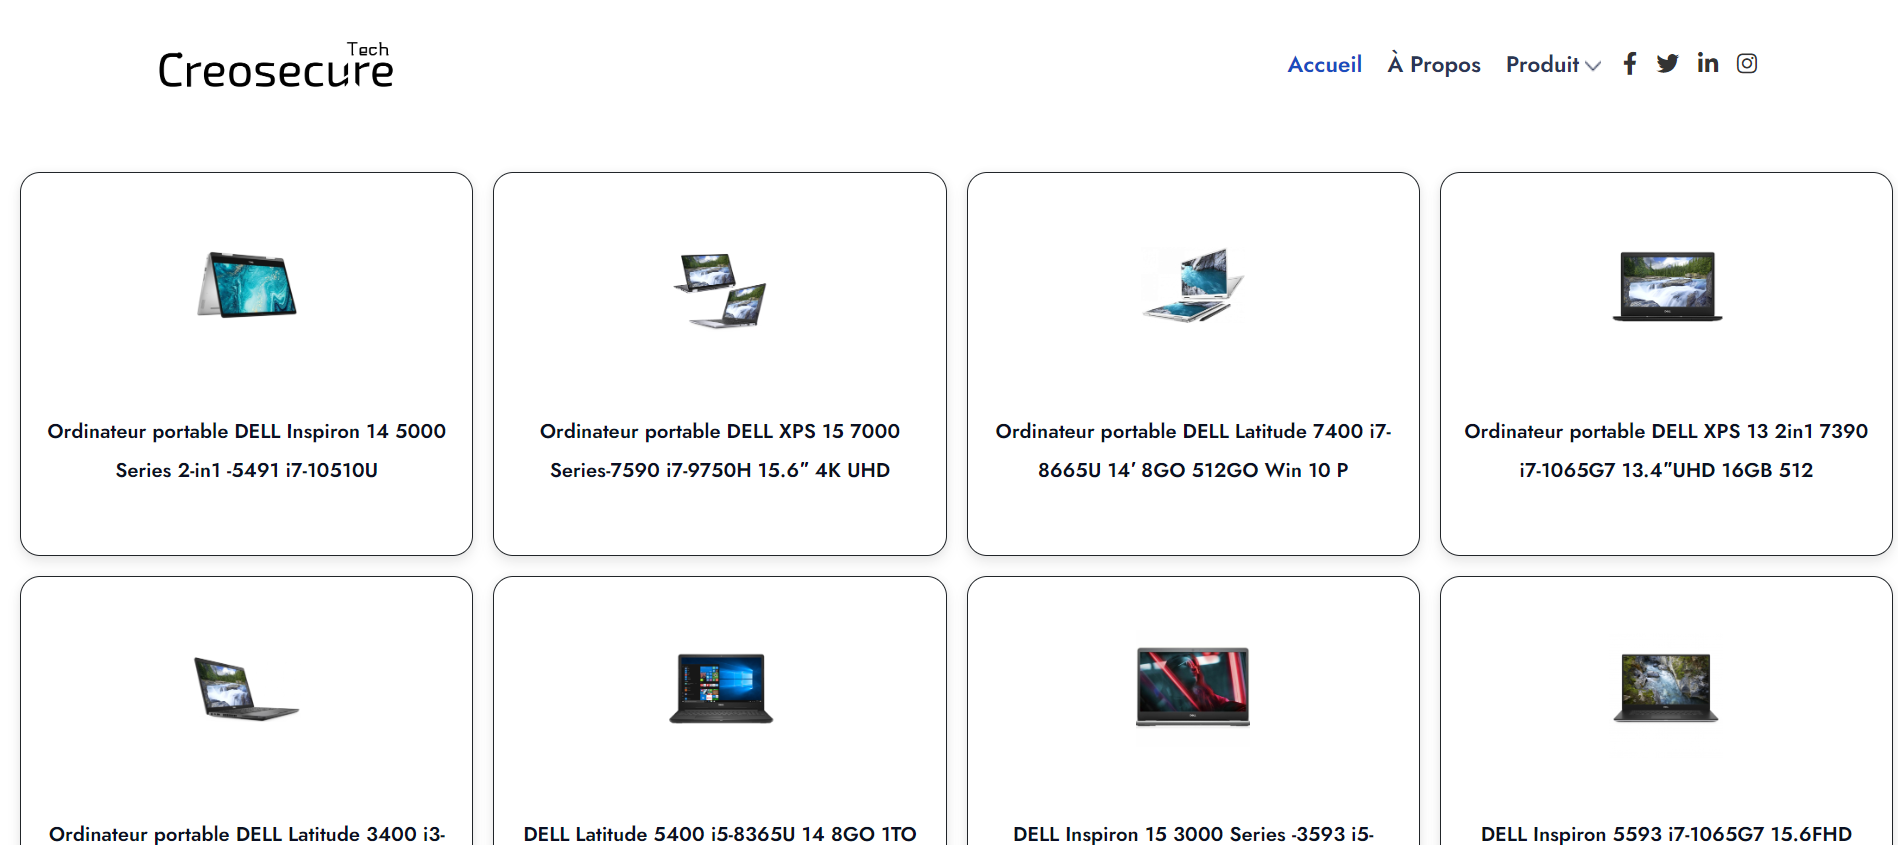 Tech
Creosecure
Accueil À Propos Produit
Ordinateur portable DELL Inspiron 14 5000
Series 2-in1 -5491 i7-10510U
Ordinateur portable DELL XPS 15 7000
Series-7590 i7-9750H 15.6″ 4K UHD
Ordinateur portable DELL Latitude 7400 i7-
8665U 14′ 8GO 512GO Win 10 P
Ordinateur portable DELL XPS 13 2in1 7390
i7-1065G7 13.4″UHD 16GB 512
Ordinateur portable DELL Latitude 3400 i3-
DELL Latitude 5400 i5-8365U 14 8GO 1TO
DELL Inspiron 15 3000 Series -3593 i5-
DELL Inspiron 5593 i7-1065G7 15.6FHD